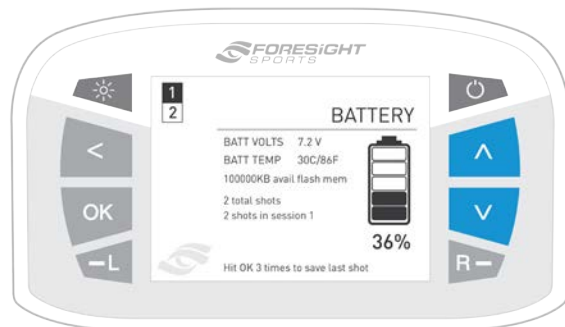 FORESiGHT
SPORTS
1
2
BATTERY
BATT VOLTS 7.2 V
BATT TEMP 30C/86F
100000KB avail flash mem
2 total shots
2 shots in session 1
36%
Hit OK 3 times to save last shot
<
OK
–L
R–